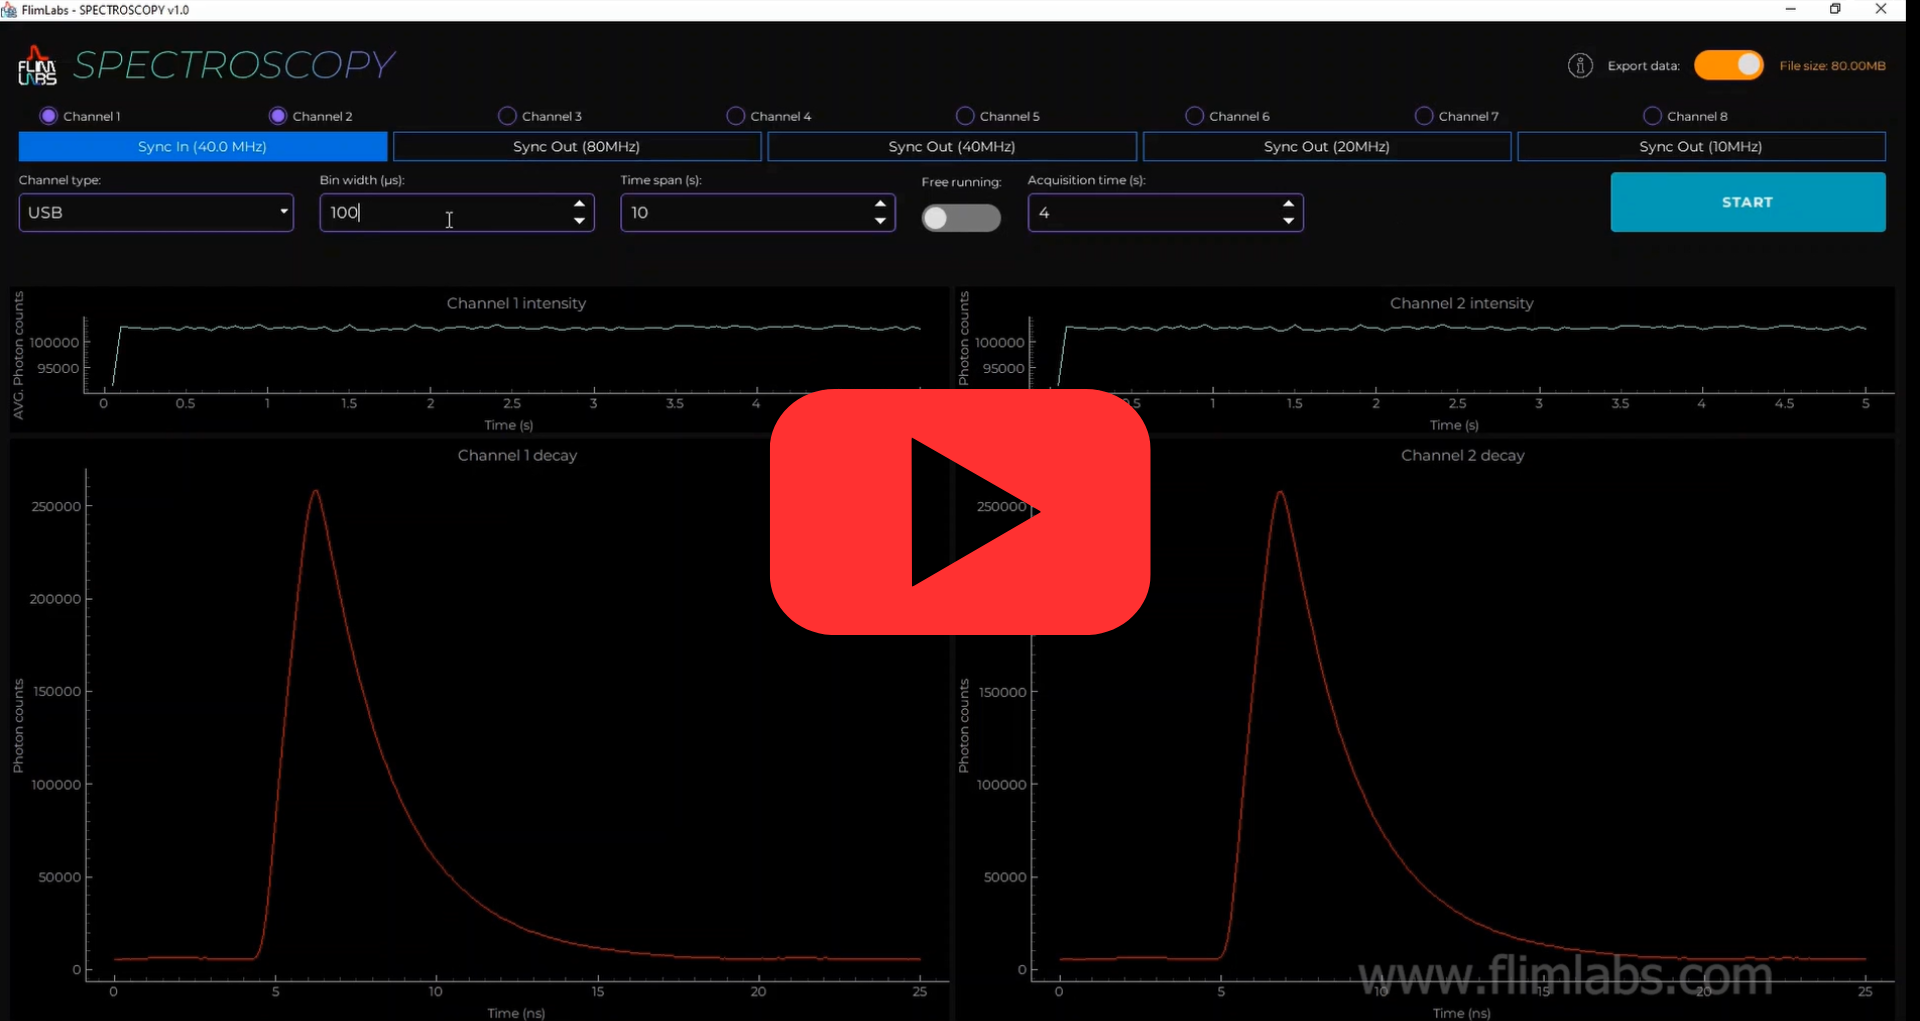 FlimLabs - SPECTROSCOPY v1.0
FLIM LABS SPECTROSCOPY
Export data: File size: 80.00MB
Channel 1 Channel 2 Channel 3 Channel 4 Channel 5 Channel 6 Channel 7 Channel 8
Sync In (40.0 MHz) Sync Out (80MHz) Sync Out (40MHz) Sync Out (20MHz) Sync Out (10MHz)
Channel type: Bin width (µs): Time span (s): Free running: Acquisition time (s):
USB 100 10 4 START
Channel 1 intensity
AVG. Photon counts
100000
95000
0 0.5 1 1.5 2 2.5 3 3.5 4
Time (s)
Channel 2 intensity
Photon counts
100000
95000
0.5 1 1.5 2 2.5 3 3.5 4 4.5 5
Time (s)
Channel 1 decay
Photon counts
250000
200000
150000
100000
50000
0
0 5 10 15 20 25
Time (ns)
Channel 2 decay
Photon counts
250000
150000
100000
50000
0
0 5 10 15 20 25
Time (ns)
www.flimlabs.com